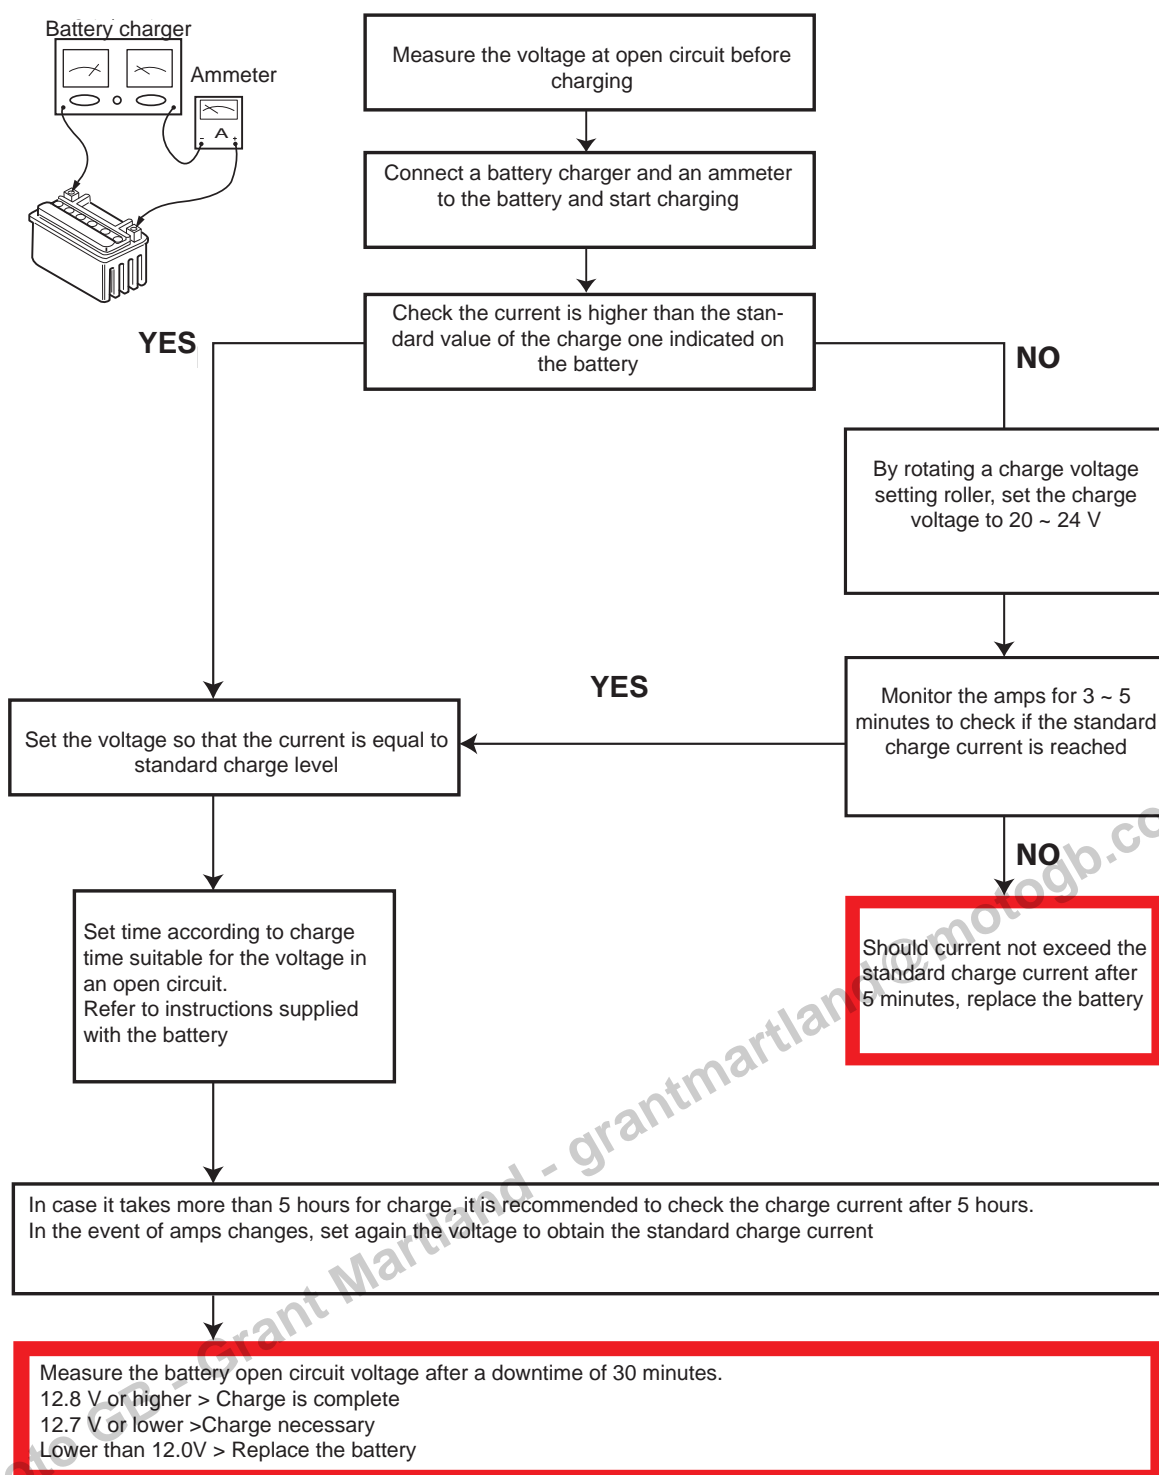 Battery charger
Ammeter
A
- +
Measure the voltage at open circuit before
charging
Connect a battery charger and an ammeter
to the battery and start charging
Check the current is higher than the stan-
dard value of the charge one indicated on
the battery
YES
NO
By rotating a charge voltage
setting roller, set the charge
voltage to 20 ~ 24 V
Monitor the amps for 3 ~ 5
minutes to check if the standard
charge current is reached
YES
Set the voltage so that the current is equal to
standard charge level
NO
Should current not exceed the
standard charge current after
5 minutes, replace the battery
Set time according to charge
time suitable for the voltage in
an open circuit.
Refer to instructions supplied
with the battery
In case it takes more than 5 hours for charge, it is recommended to check the charge current after 5 hours.
In the event of amps changes, set again the voltage to obtain the standard charge current
Measure the battery open circuit voltage after a downtime of 30 minutes.
12.8 V or higher > Charge is complete
12.7 V or lower >Charge necessary
Lower than 12.0V > Replace the battery
oto GB - Grant Martland - grantmartland@motogb.co